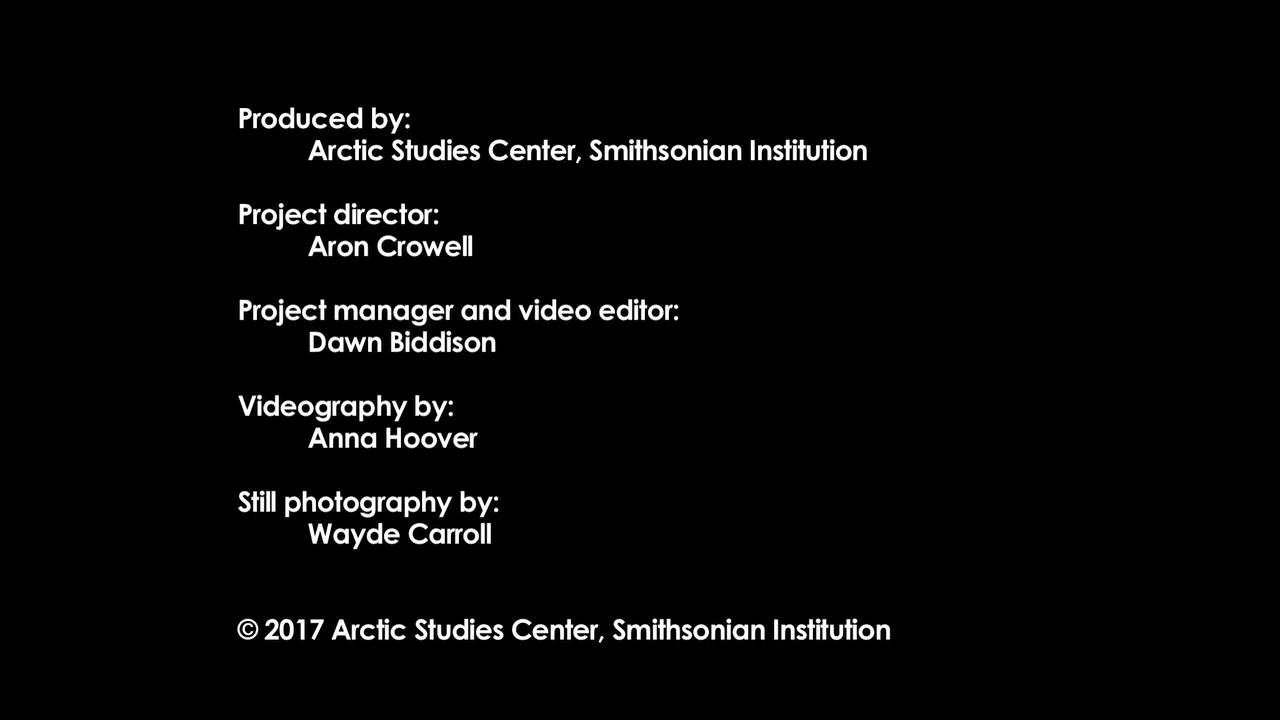 Produced by:
Arctic Studies Center, Smithsonian Institution
Project director:
Aron Crowell
Project manager and video editor:
Dawn Biddison
Videography by:
Anna Hoover
Still photography by:
Wayde Carroll
© 2017 Arctic Studies Center, Smithsonian Institution